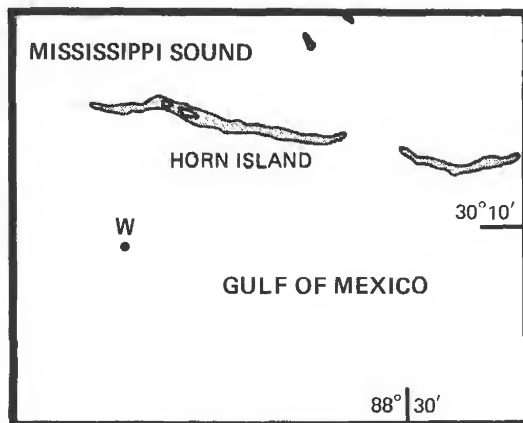 MISSISSIPPI SOUND
HORN ISLAND
30°10'
W
GULF OF MEXICO
88° 30'